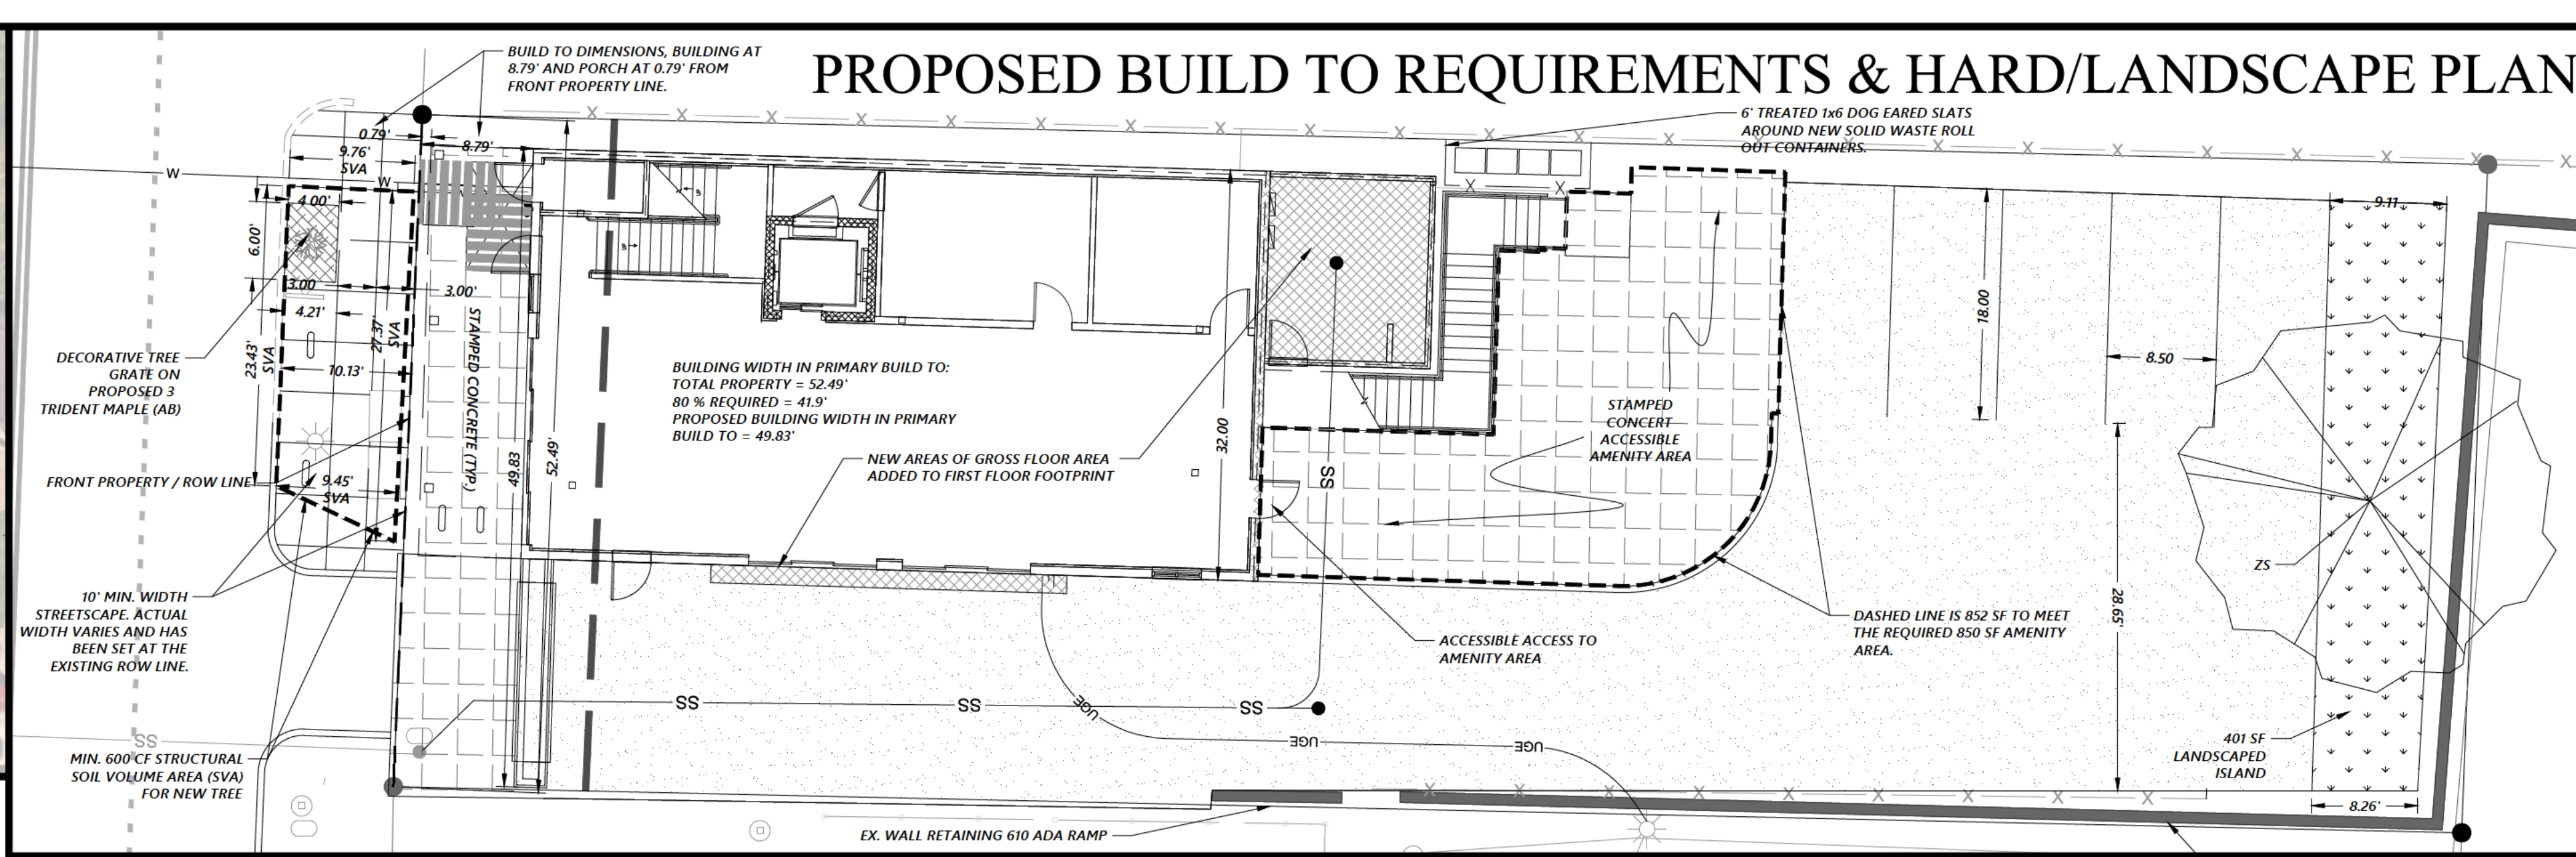 PROPOSED BUILD TO REQUIREMENTS & HARD/LANDSCAPE PLAN
BUILD TO DIMENSIONS, BUILDING AT
8.79' AND PORCH AT 0.79' FROM
FRONT PROPERTY LINE.
6' TREATED 1x6 DOG EARED SLATS
AROUND NEW SOLID WASTE ROLL
OUT CONTAINERS.
0.79'
8.79'
9.76'
SVA
W
W
4.00'
6.00'
3.00
3.00'
4.21'
27.37'
SVA
23.43'
SVA
10.13'
9.45'
SVA
STAMPED CONCRETE (TYP.)
49.83
52.49'
DECORATIVE TREE
GRATE ON
PROPOSED 3
TRIDENT MAPLE (AB)
FRONT PROPERTY / ROW LINE
10' MIN. WIDTH
STREETSCAPE. ACTUAL
WIDTH VARIES AND HAS
BEEN SET AT THE
EXISTING ROW LINE.
MIN. 600 CF STRUCTURAL
SOIL VOLUME AREA (SVA)
FOR NEW TREE
BUILDING WIDTH IN PRIMARY BUILD TO:
TOTAL PROPERTY = 52.49'
80 % REQUIRED = 41.9'
PROPOSED BUILDING WIDTH IN PRIMARY
BUILD TO = 49.83'
NEW AREAS OF GROSS FLOOR AREA
ADDED TO FIRST FLOOR FOOTPRINT
32.00
STAMPED
CONCERT
ACCESSIBLE
AMENITY AREA
ACCESSIBLE ACCESS TO
AMENITY AREA
DASHED LINE IS 852 SF TO MEET
THE REQUIRED 850 SF AMENITY
AREA.
18.00
8.50
9.11
28.65'
ZS
401 SF
LANDSCAPED
ISLAND
8.26'
SS
SS
SS
SS
SS
UGE
UGE
UGE
EX. WALL RETAINING 610 ADA RAMP
X X X X X X X X X X X X X X X X X X X X X X X
X X
X X X X X X X X X